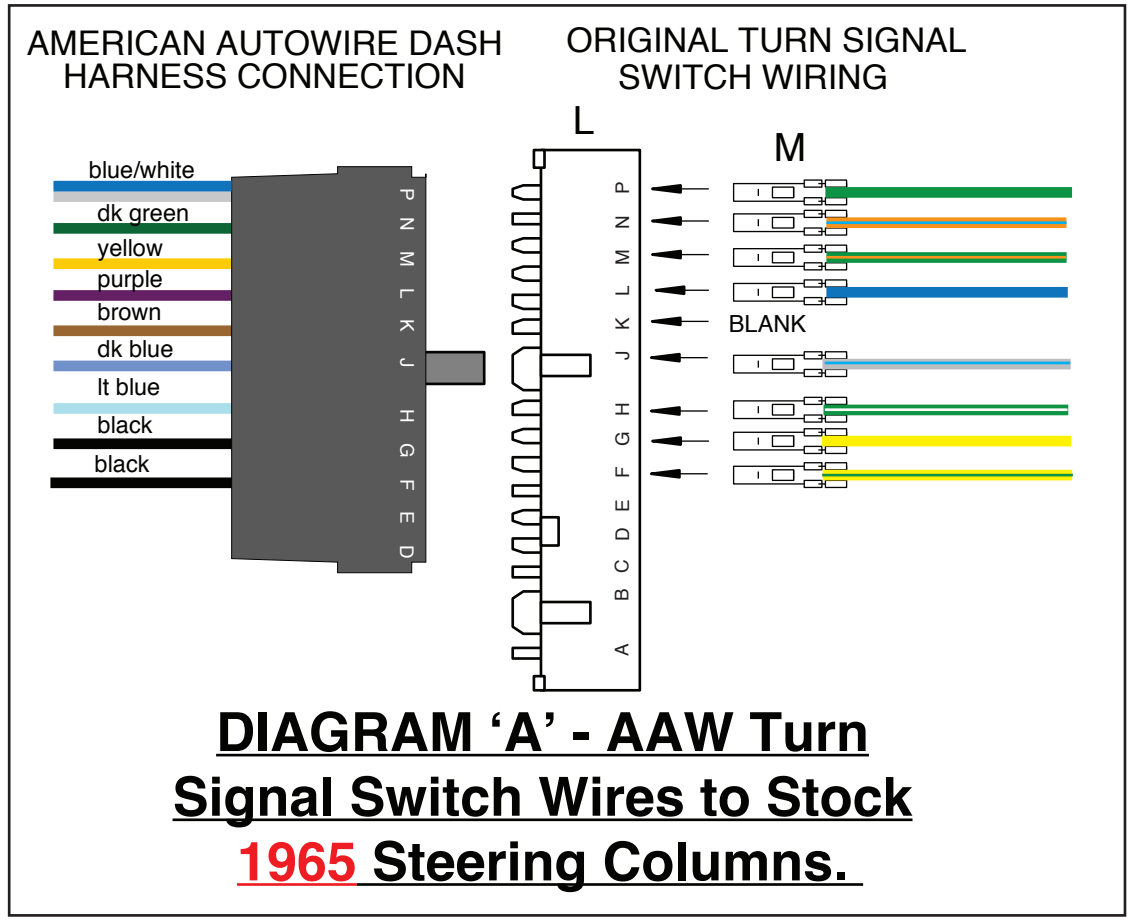 AMERICAN AUTOWIRE DASH
HARNESS CONNECTION
ORIGINAL TURN SIGNAL
SWITCH WIRING
L
M
blue/white
dk green
yellow
purple
brown
dk blue
lt blue
black
black
P
N
M
L
K
J
H
G
F
E
D
P
N
M
L
K
J
H
G
F
E
D
C
B
A
BLANK
DIAGRAM ‘A’ - AAW Turn
Signal Switch Wires to Stock
1965 Steering Columns.